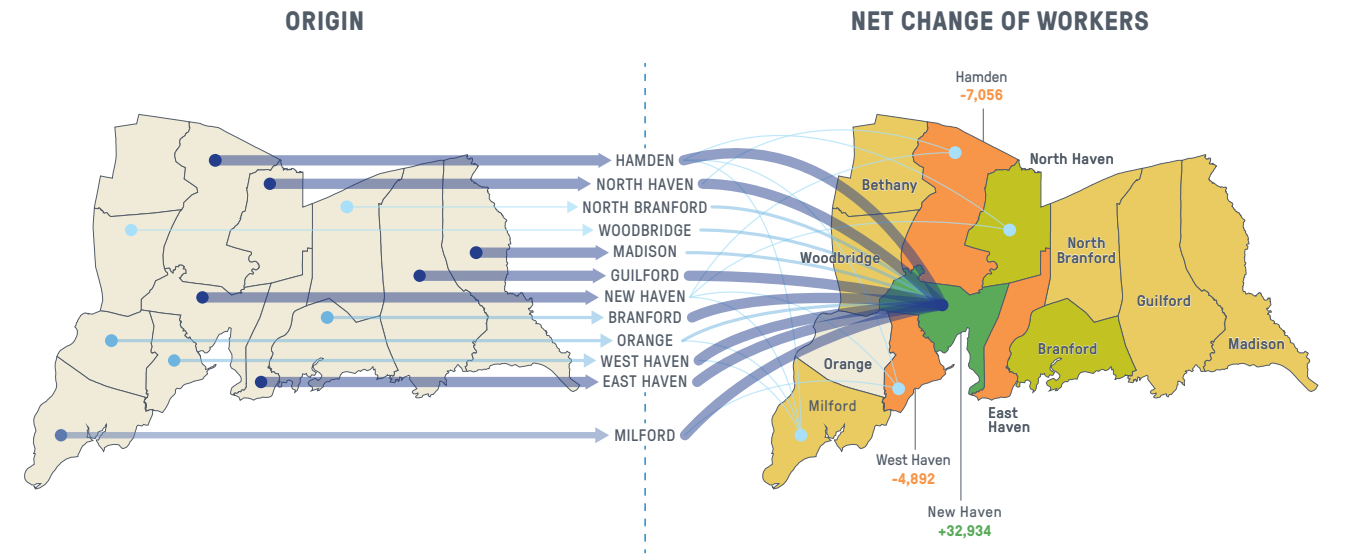 ORIGIN
NET CHANGE OF WORKERS
HAMDEN
NORTH HAVEN
NORTH BRANFORD
WOODBRIDGE
MADISON
GUILFORD
NEW HAVEN
BRANFORD
ORANGE
WEST HAVEN
EAST HAVEN
MILFORD
Hamden
-7,056
North Haven
Bethany
Woodbridge
North
Branford
Guilford
Madison
Branford
Orange
Milford
East
Haven
West Haven
-4,892
New Haven
+32,934